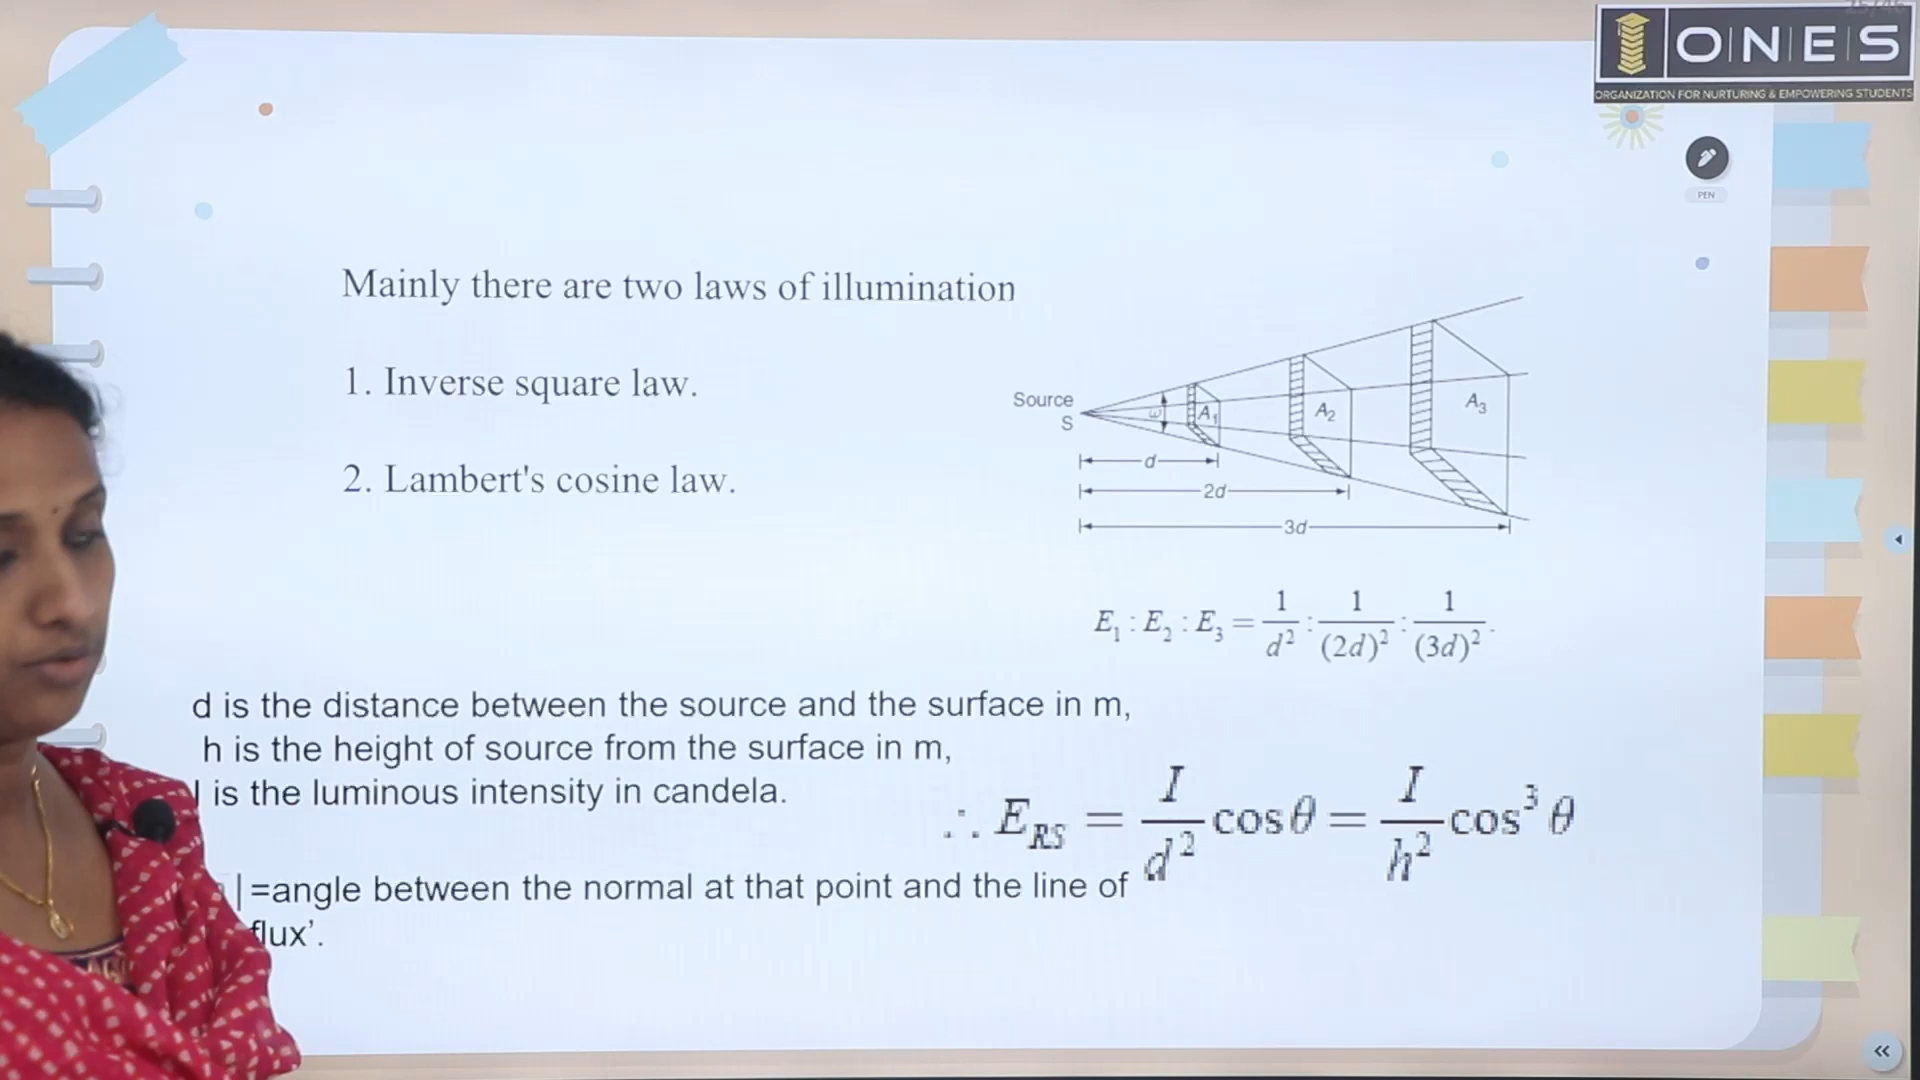 O|N|E|S
ORGANIZATION FOR NURTURING & EMPOWERING STUDENTS
PEN
Mainly there are two laws of illumination
1. Inverse square law.
2. Lambert's cosine law.
Source
S
ω
A₁
A₂
A₃
d
2d
3d
E₁ : E₂ : E₃ = 1/d² : 1/(2d)² : 1/(3d)².
d is the distance between the source and the surface in m,
h is the height of source from the surface in m,
I is the luminous intensity in candela.
∴ E_RS = I/d² cosθ = I/h² cos³ θ
|=angle between the normal at that point and the line of
flux’.